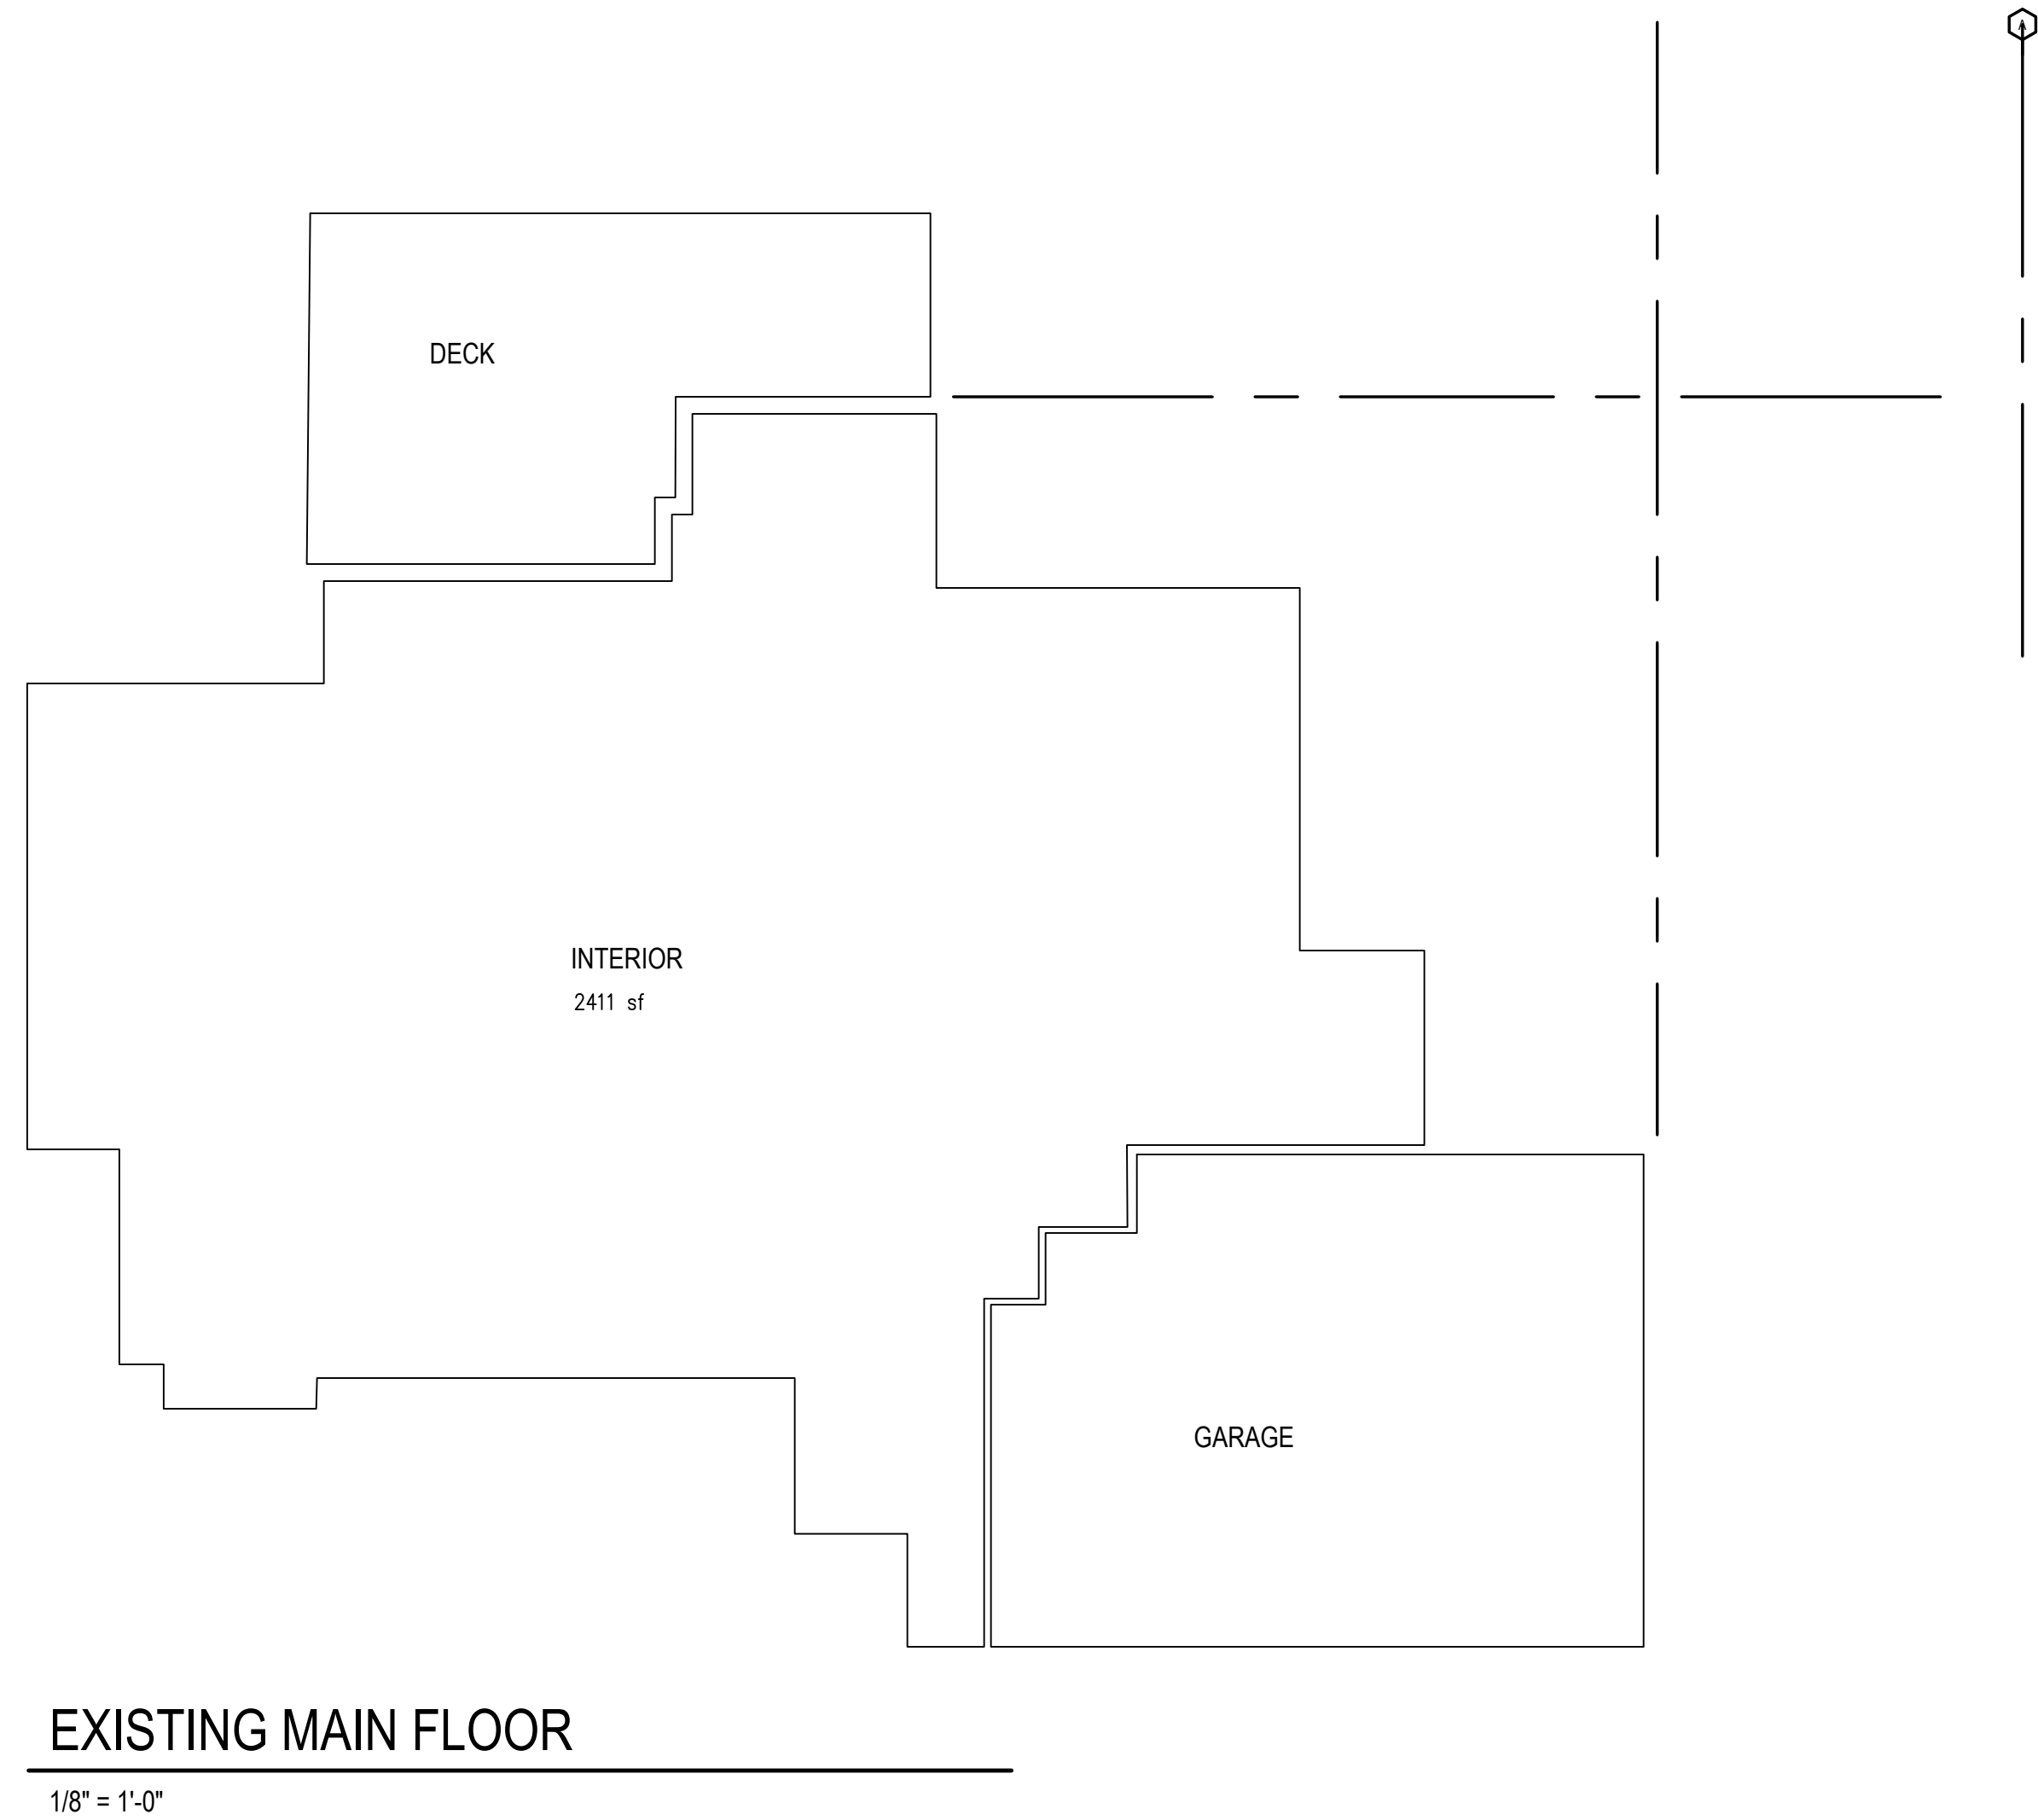 A
DECK
INTERIOR
2411 sf
GARAGE
EXISTING MAIN FLOOR
1/8" = 1'-0"